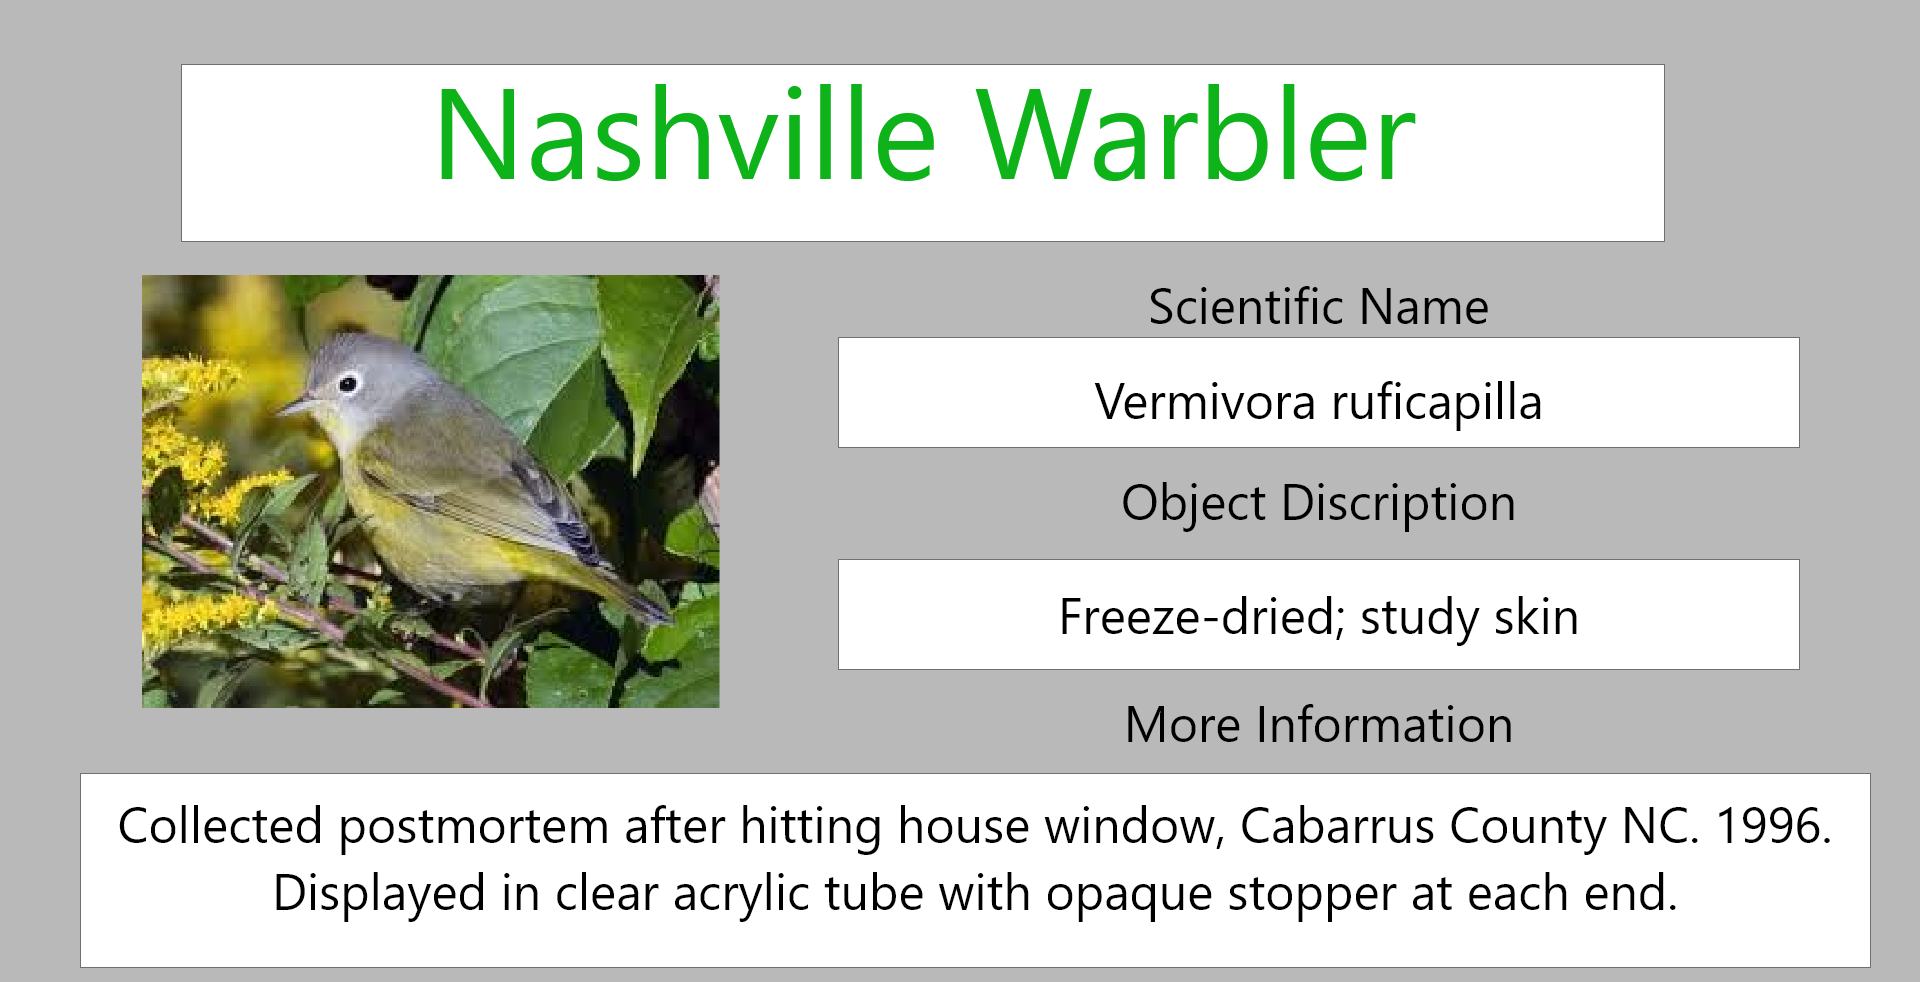 Nashville Warbler
Scientific Name
Vermivora ruficapilla
Object Discription
Freeze-dried; study skin
More Information
Collected postmortem after hitting house window, Cabarrus County NC. 1996.
Displayed in clear acrylic tube with opaque stopper at each end.